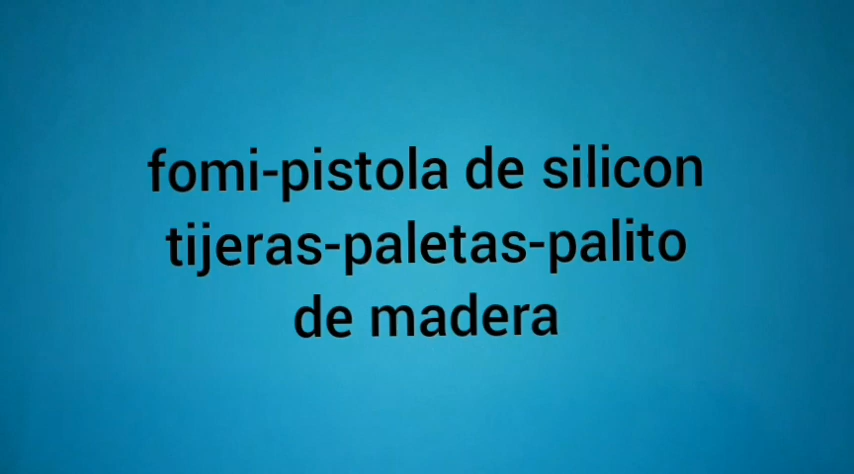 fomi-pistola de silicon
tijeras-paletas-palito
de madera